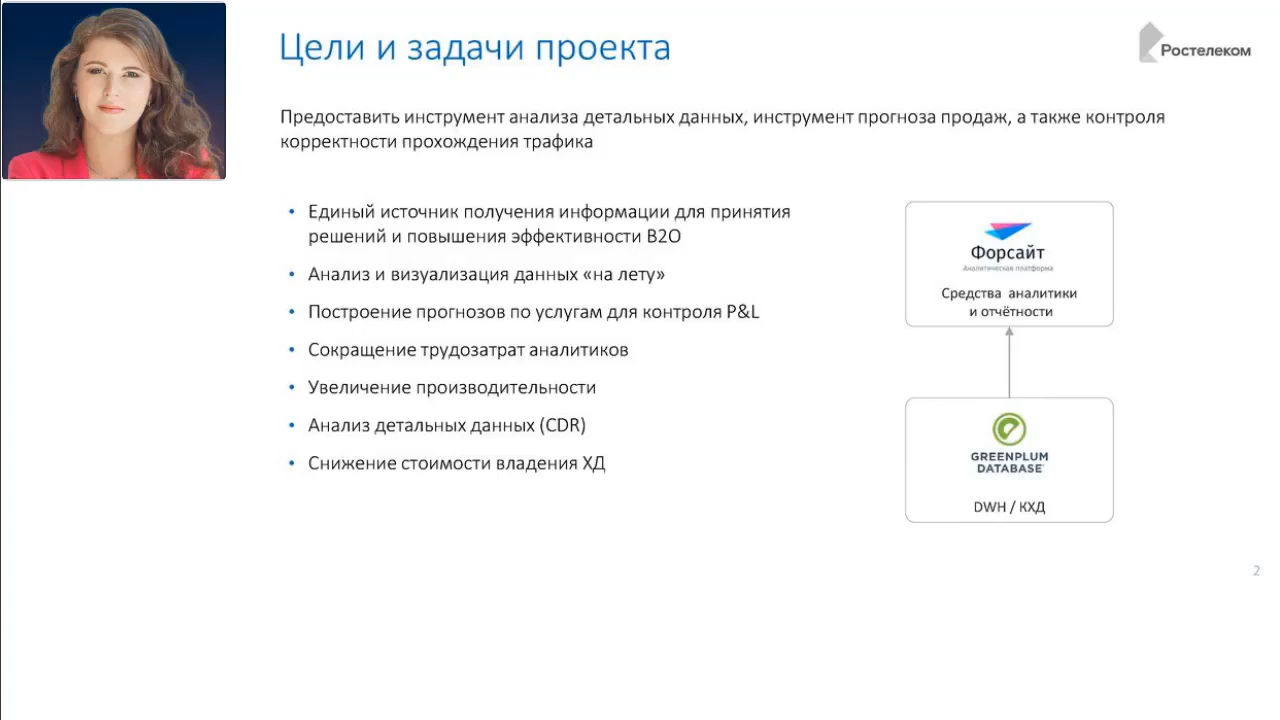 Цели и задачи проекта
Ростелеком
Предоставить инструмент анализа детальных данных, инструмент прогноза продаж, а также контроля
корректности прохождения трафика
• Единый источник получения информации для принятия
решений и повышения эффективности B2O
• Анализ и визуализация данных «на лету»
• Построение прогнозов по услугам для контроля P&L
• Сокращение трудозатрат аналитиков
• Увеличение производительности
• Анализ детальных данных (CDR)
• Снижение стоимости владения ХД
Форсайт
Аналитическая платформа
Средства аналитики
и отчётности
GREENPLUM
DATABASE
DWH / КХД
2